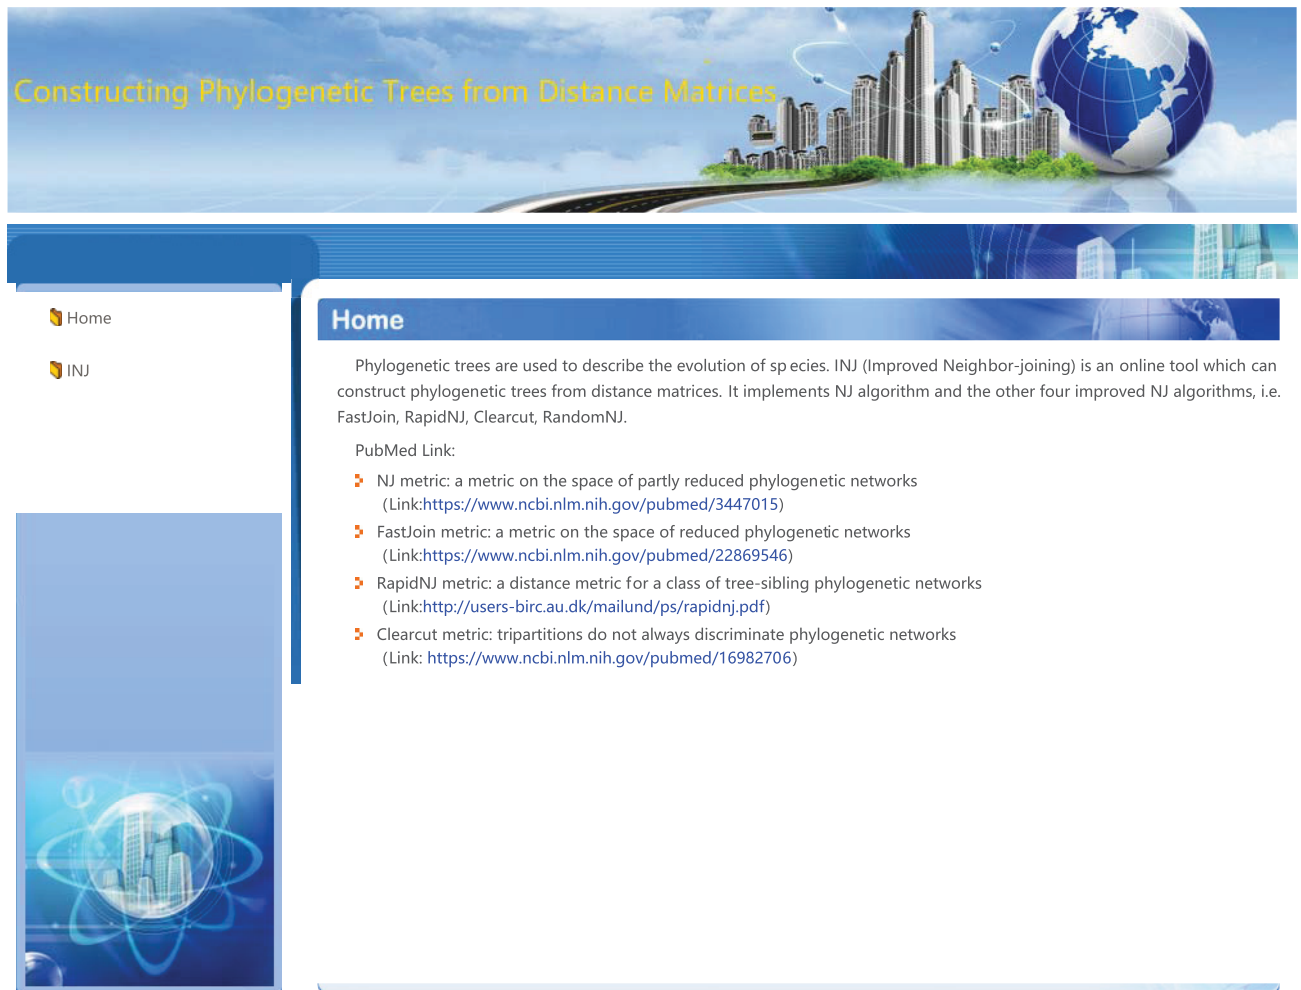 Constructing Phylogenetic Trees from Distance Matrices
Home
INJ
Home
Phylogenetic trees are used to describe the evolution of species. INJ (Improved Neighbor-joining) is an online tool which can
construct phylogenetic trees from distance matrices. It implements NJ algorithm and the other four improved NJ algorithms, i.e.
FastJoin, RapidNJ, Clearcut, RandomNJ.
PubMed Link:
NJ metric: a metric on the space of partly reduced phylogenetic networks
(Link:https://www.ncbi.nlm.nih.gov/pubmed/3447015)
FastJoin metric: a metric on the space of reduced phylogenetic networks
(Link:https://www.ncbi.nlm.nih.gov/pubmed/22869546)
RapidNJ metric: a distance metric for a class of tree-sibling phylogenetic networks
(Link:http://users-birc.au.dk/mailund/ps/rapidnj.pdf)
Clearcut metric: tripartitions do not always discriminate phylogenetic networks
(Link: https://www.ncbi.nlm.nih.gov/pubmed/16982706)